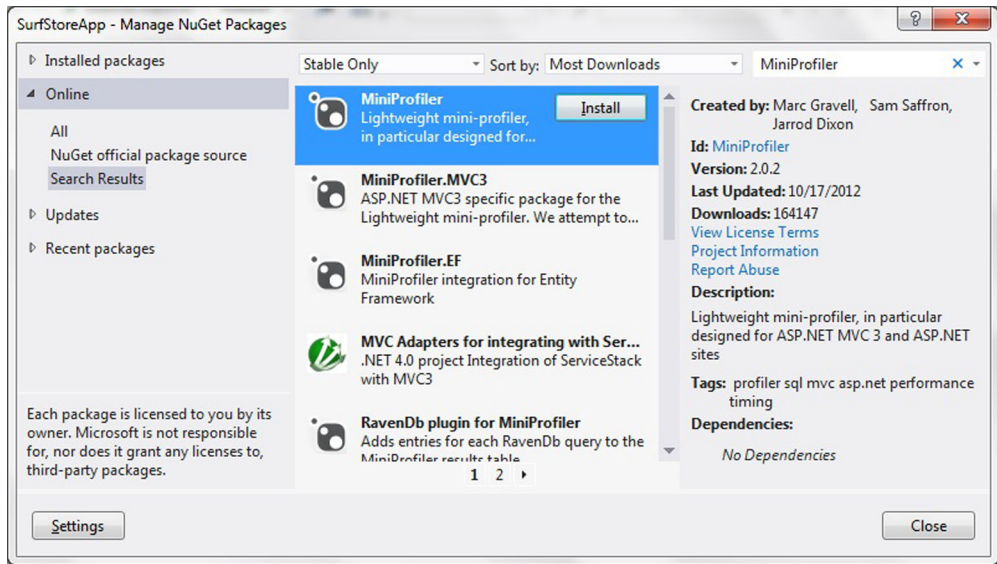 SurfStoreApp - Manage NuGet Packages
Installed packages
Online
All
NuGet official package source
Search Results
Updates
Recent packages
Each package is licensed to you by its
owner. Microsoft is not responsible
for, nor does it grant any licenses to,
third-party packages.
Settings
Stable Only
Sort by: Most Downloads
MiniProfiler
MiniProfiler
Lightweight mini-profiler,
in particular designed for...
Install
MiniProfiler.MVC3
ASP.NET MVC3 specific package for the
Lightweight mini-profiler. We attempt to...
MiniProfiler.EF
MiniProfiler integration for Entity
Framework
MVC Adapters for integrating with Ser...
.NET 4.0 project Integration of ServiceStack
with MVC3
RavenDb plugin for MiniProfiler
Adds entries for each RavenDb query to the
MiniProfiler results table
1 2
Created by: Marc Gravell, Sam Saffron,
Jarrod Dixon
Id: MiniProfiler
Version: 2.0.2
Last Updated: 10/17/2012
Downloads: 164147
View License Terms
Project Information
Report Abuse
Description:
Lightweight mini-profiler, in particular
designed for ASP.NET MVC 3 and ASP.NET
sites
Tags: profiler sql mvc asp.net performance
timing
Dependencies:
No Dependencies
Close